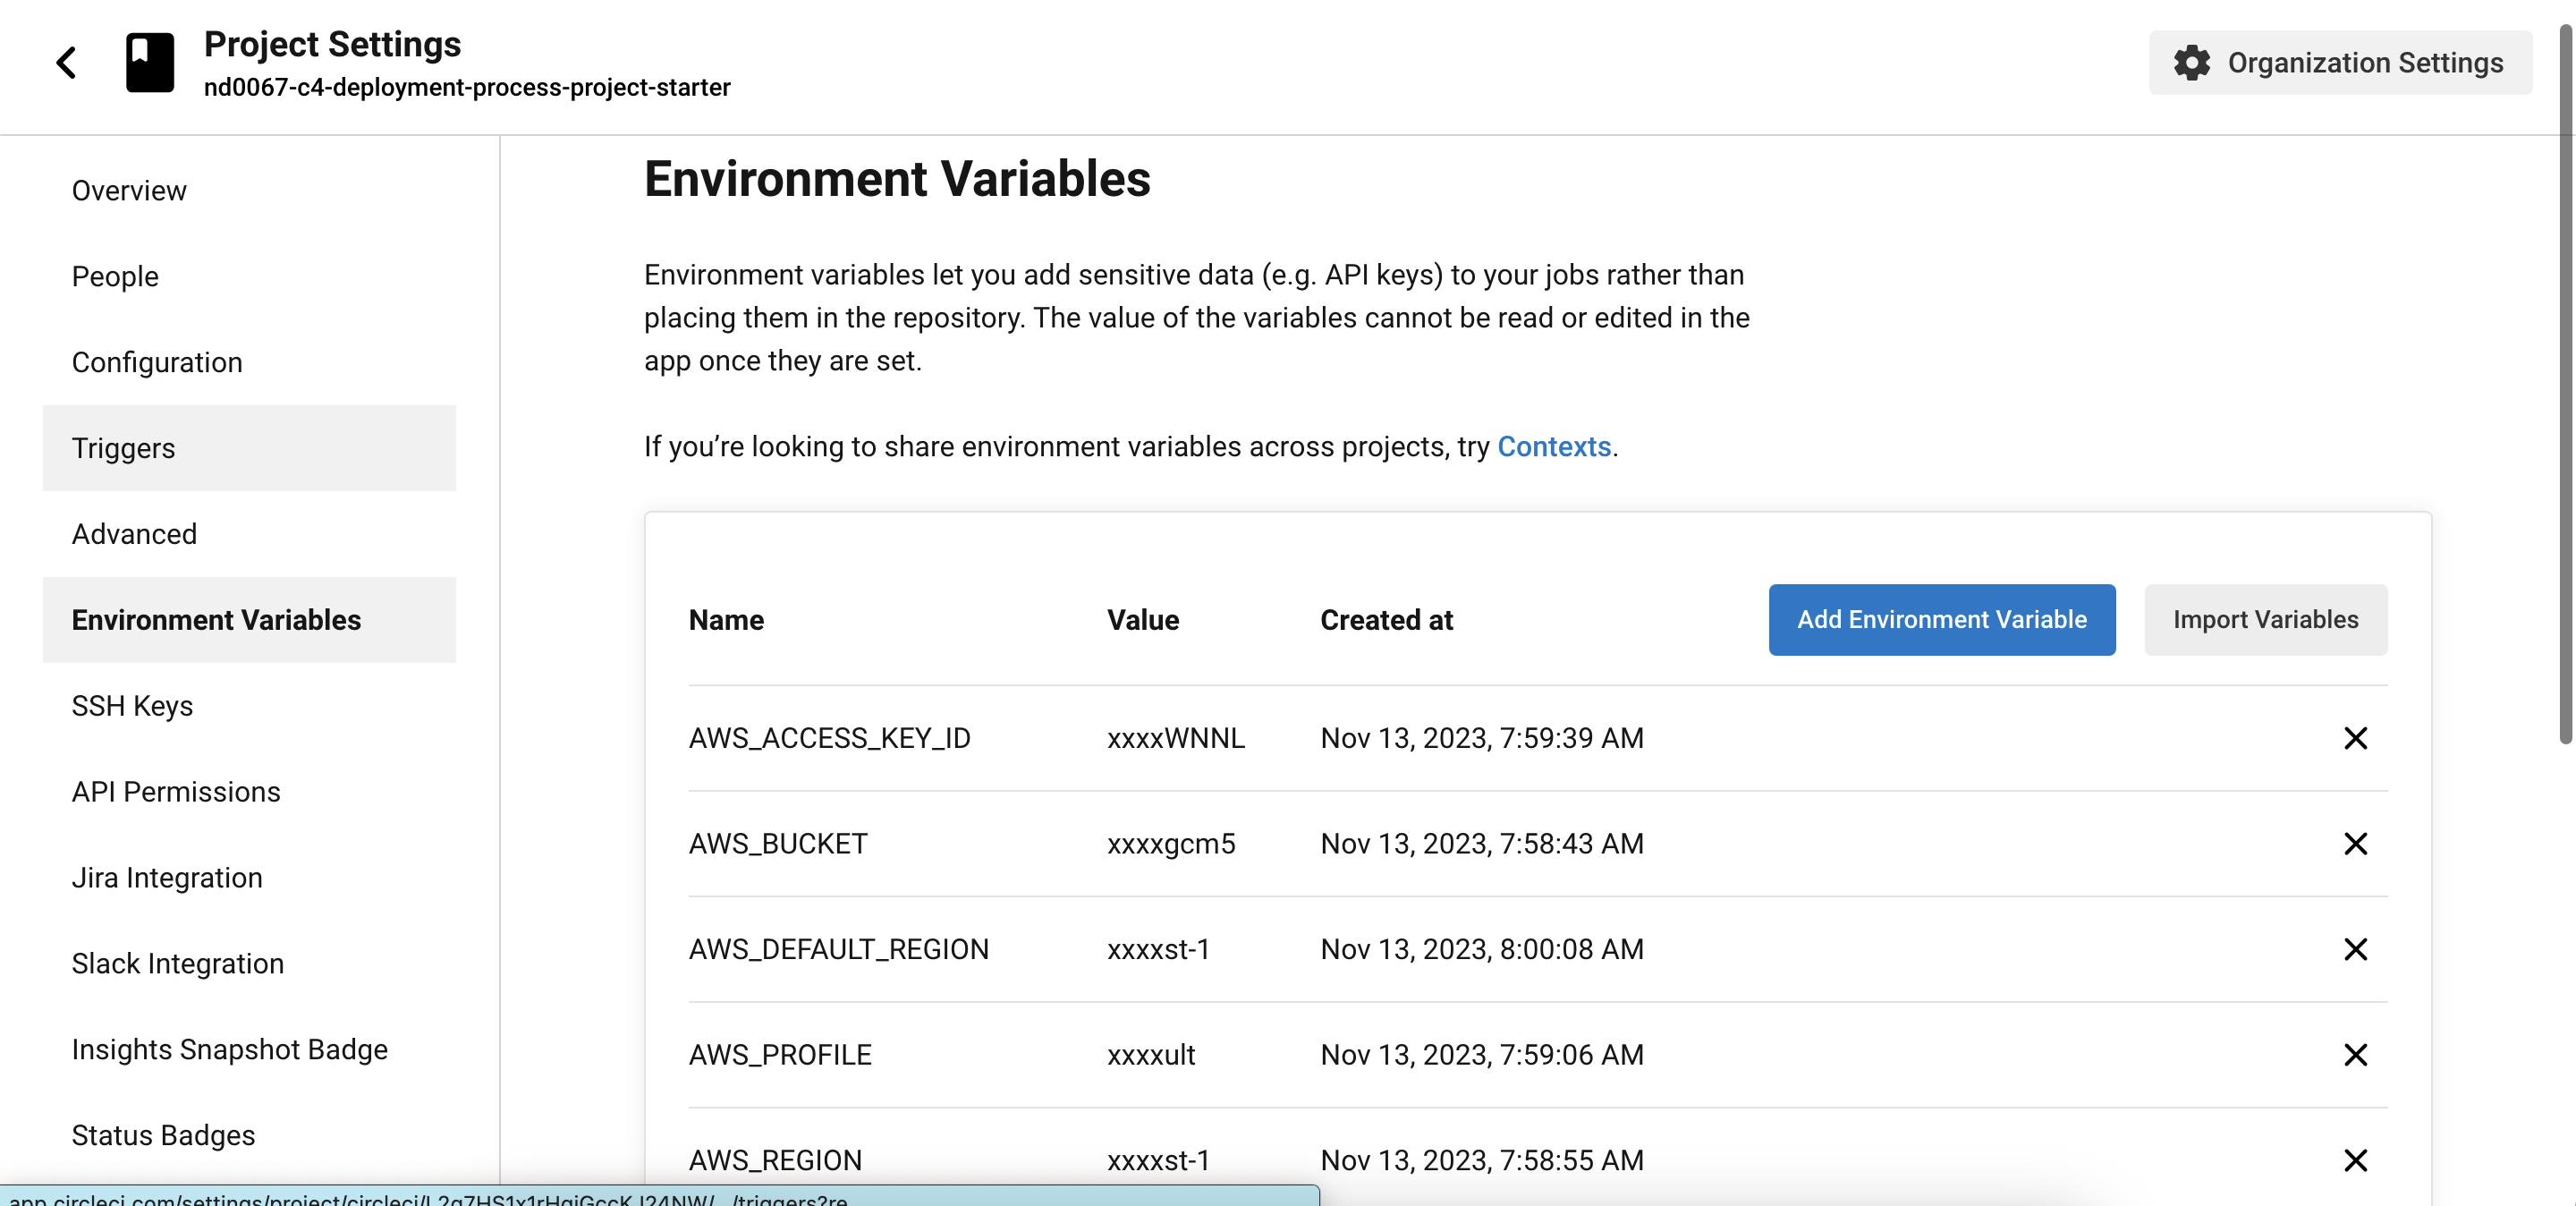 Project Settings
nd0067-c4-deployment-process-project-starter
Organization Settings
Overview
People
Configuration
Triggers
Advanced
Environment Variables
SSH Keys
API Permissions
Jira Integration
Slack Integration
Insights Snapshot Badge
Status Badges
Environment Variables
Environment variables let you add sensitive data (e.g. API keys) to your jobs rather than
placing them in the repository. The value of the variables cannot be read or edited in the
app once they are set.
If you’re looking to share environment variables across projects, try Contexts.
Name Value Created at Add Environment Variable Import Variables
AWS_ACCESS_KEY_ID xxxxWNNL Nov 13, 2023, 7:59:39 AM
AWS_BUCKET xxxxgcm5 Nov 13, 2023, 7:58:43 AM
AWS_DEFAULT_REGION xxxxst-1 Nov 13, 2023, 8:00:08 AM
AWS_PROFILE xxxxult Nov 13, 2023, 7:59:06 AM
AWS_REGION xxxxst-1 Nov 13, 2023, 7:58:55 AM